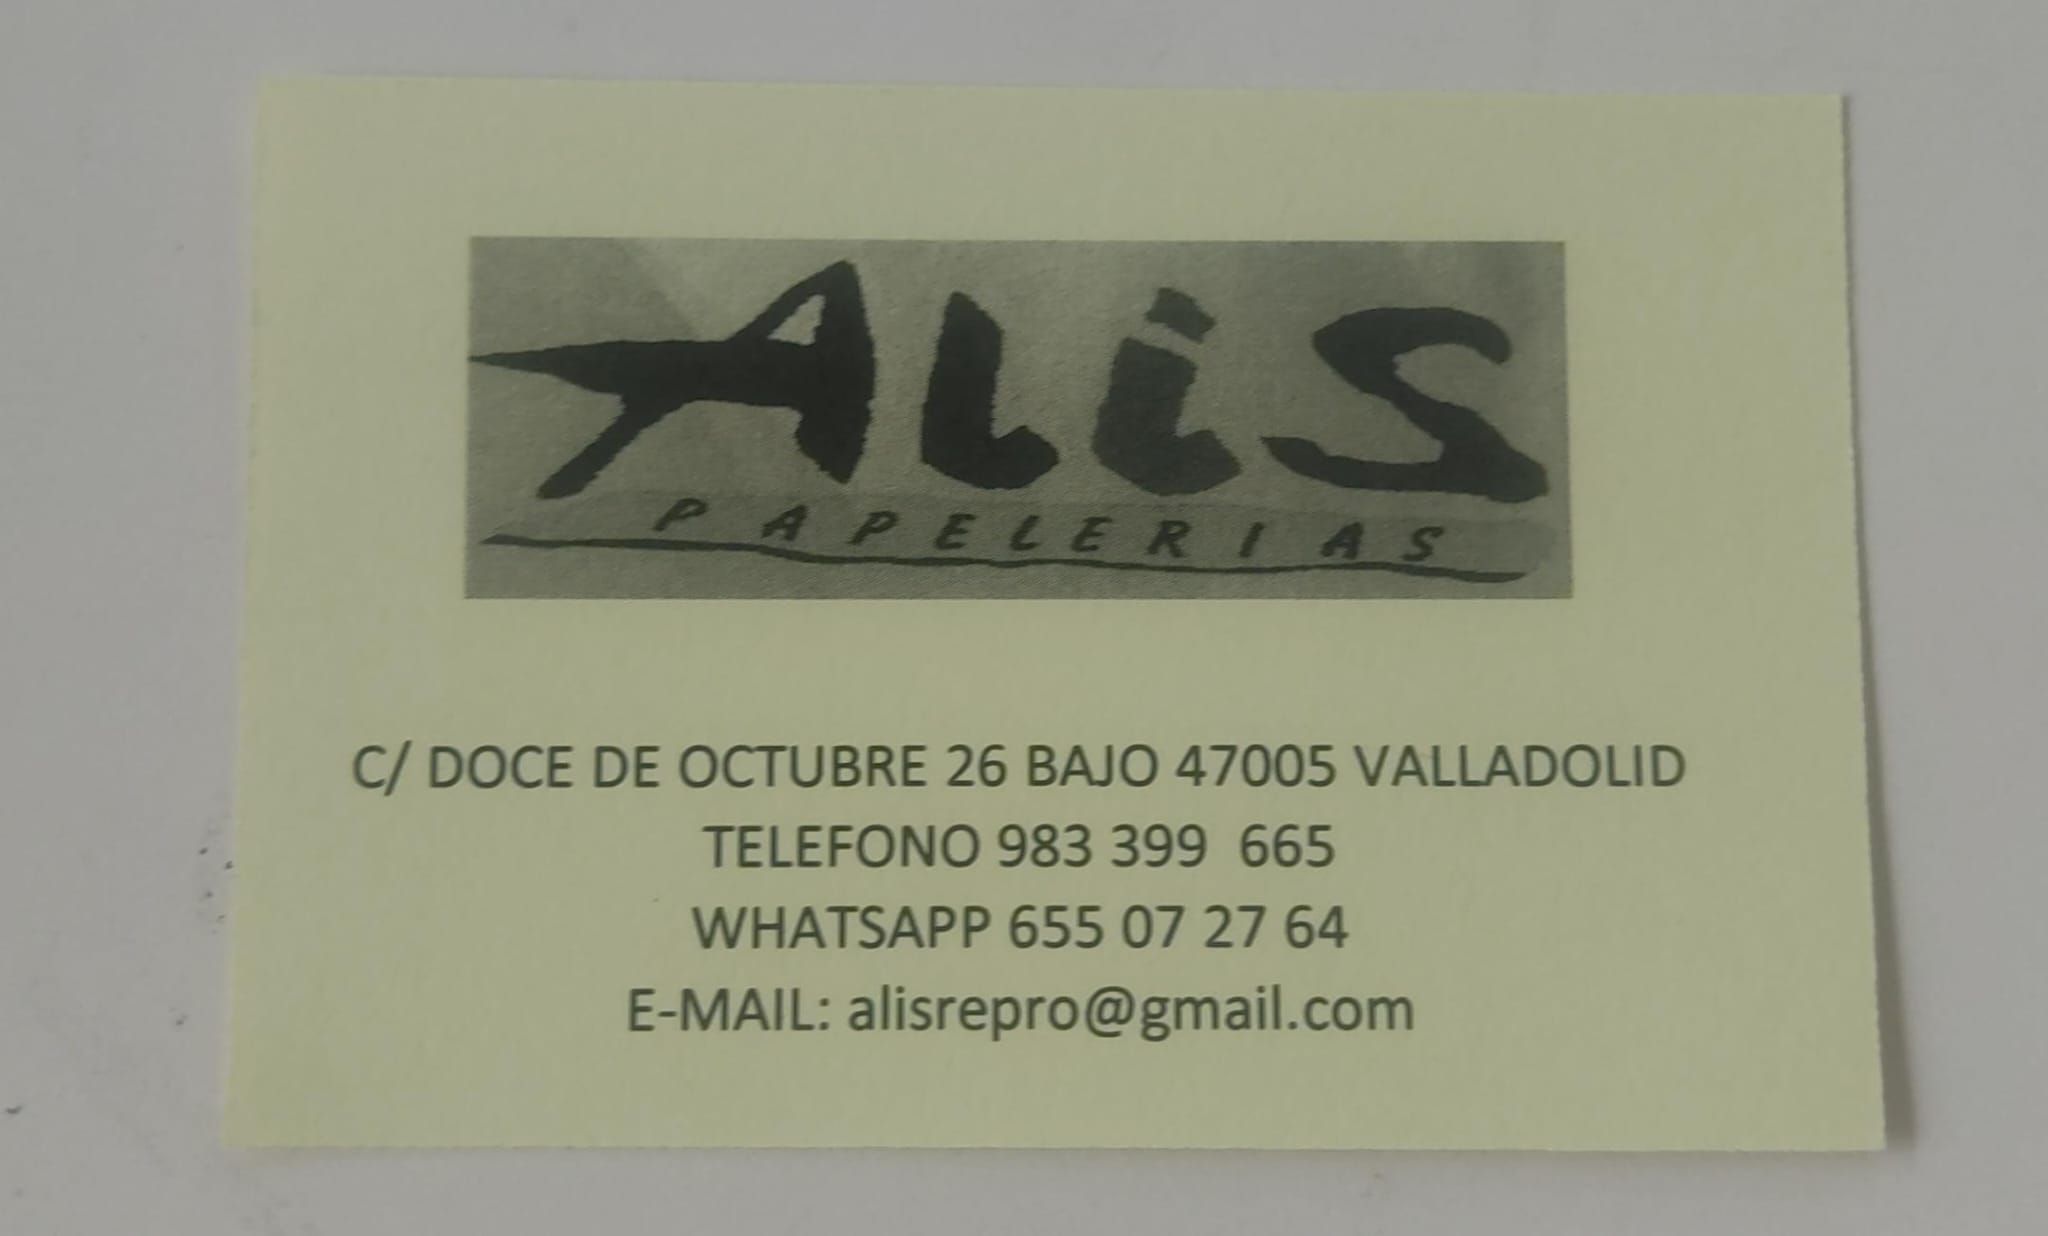 ALiS
PAPELERIAS
C/ DOCE DE OCTUBRE 26 BAJO 47005 VALLADOLID
TELEFONO 983 399 665
WHATSAPP 655 07 27 64
E-MAIL: alisrepro@gmail.com